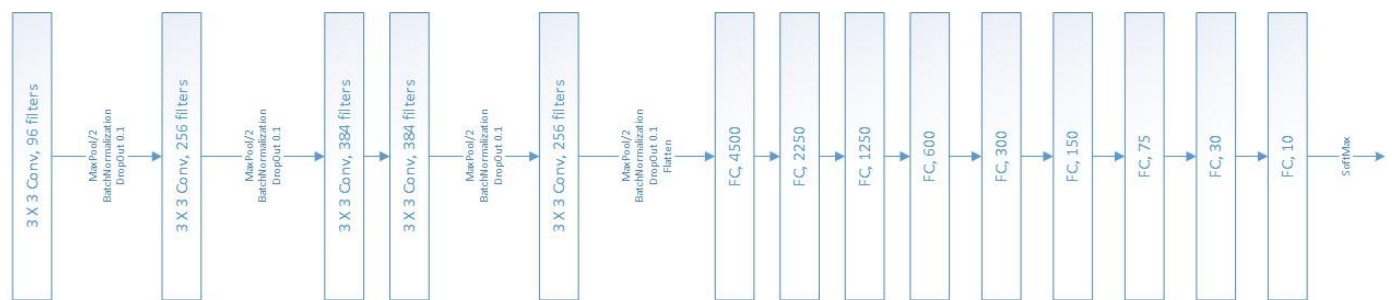 3 X 3 Conv, 96 filters
MaxPool/2
BatchNormalization
DropOut 0.1
3 X 3 Conv, 256 filters
MaxPool/2
BatchNormalization
DropOut 0.1
3 X 3 Conv, 384 filters
3 X 3 Conv, 384 filters
MaxPool/2
BatchNormalization
DropOut 0.1
3 X 3 Conv, 256 filters
MaxPool/2
BatchNormalization
DropOut 0.1
Flatten
FC, 4500
FC, 2250
FC, 1250
FC, 600
FC, 300
FC, 150
FC, 75
FC, 30
FC, 10
SoftMax